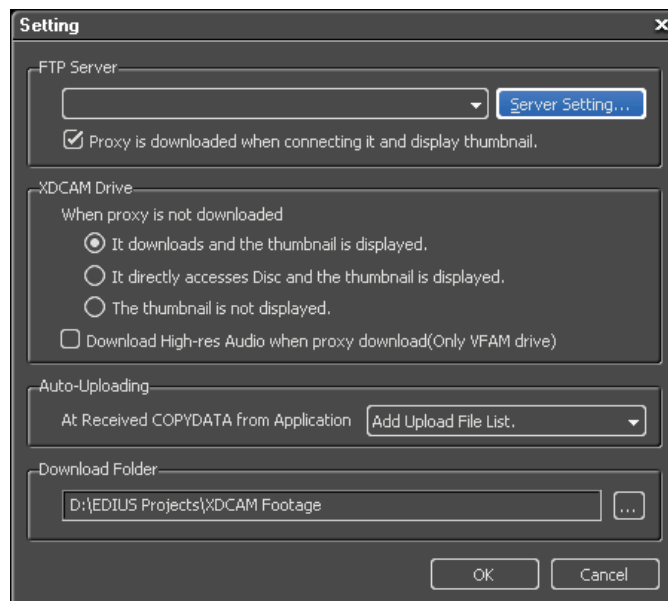 Setting
x
FTP Server
Server Setting...
Proxy is downloaded when connecting it and display thumbnail.
XDCAM Drive
When proxy is not downloaded
It downloads and the thumbnail is displayed.
It directly accesses Disc and the thumbnail is displayed.
The thumbnail is not displayed.
Download High-res Audio when proxy download(Only VFAM drive)
Auto-Uploading
At Received COPYDATA from Application Add Upload File List.
Download Folder
D:\EDIUS Projects\XDCAM Footage ...
OK Cancel